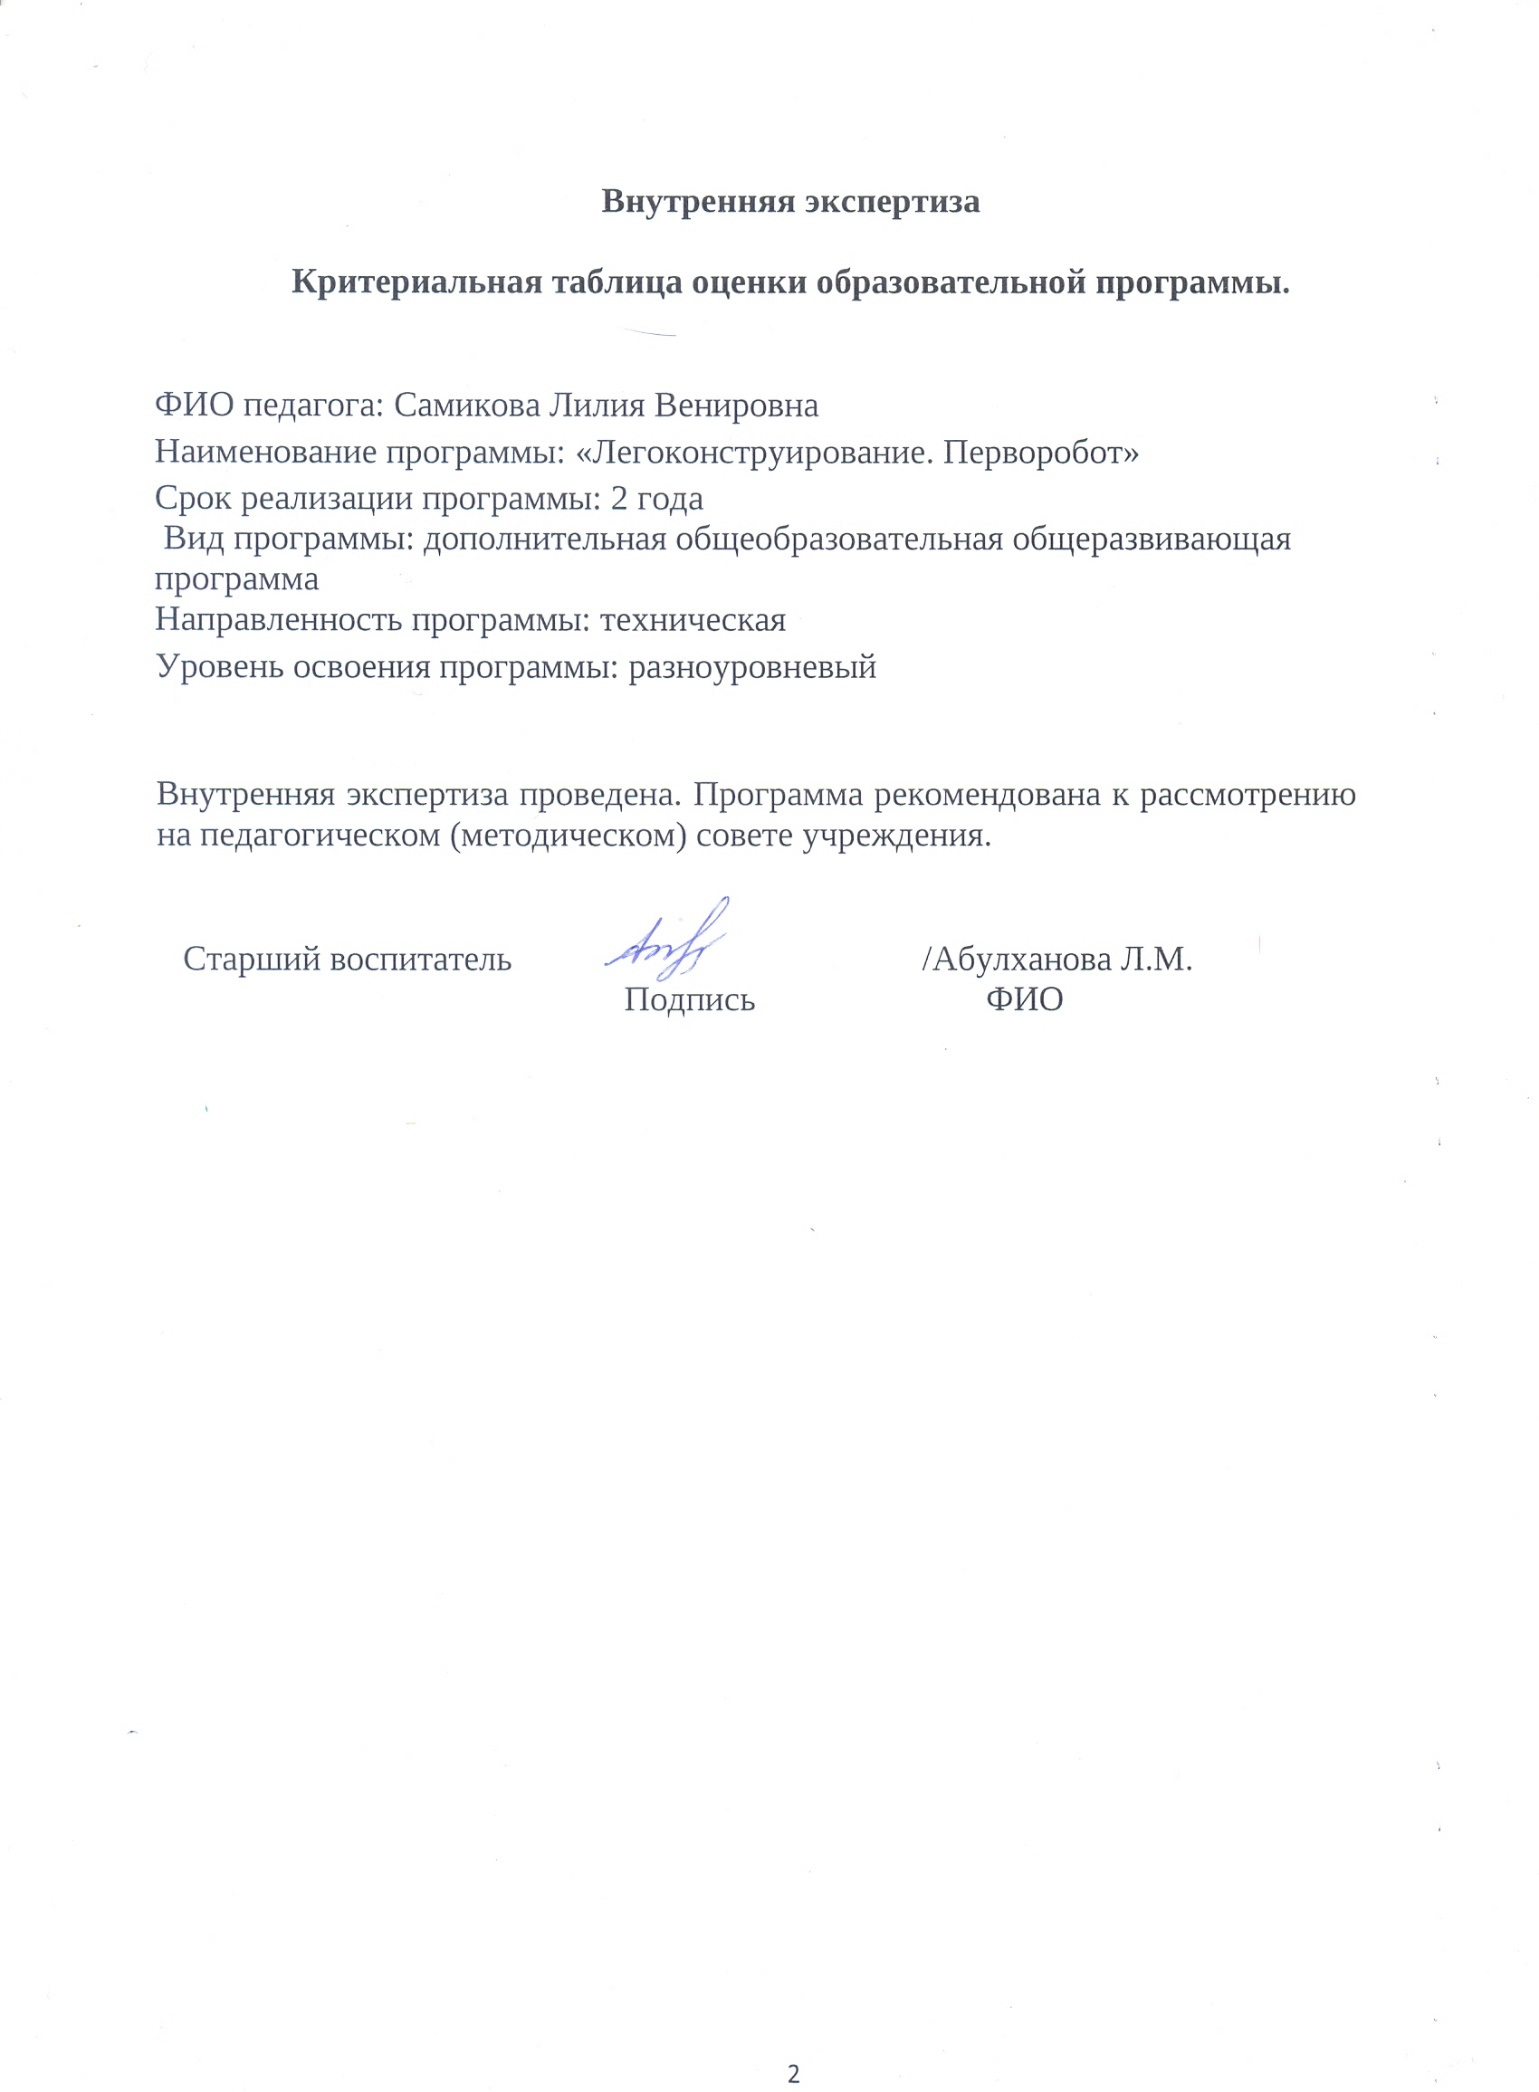 Внутренняя экспертиза
Критериальная таблица оценки образовательной программы.
ФИО педагога: Самикова Лилия Венировна
Наименование программы: «Легоконструирование. Перворобот»
Срок реализации программы: 2 года
Вид программы: дополнительная общеобразовательная общеразвивающая
программа
Направленность программы: техническая
Уровень освоения программы: разноуровневый
Внутренняя экспертиза проведена. Программа рекомендована к рассмотрению
на педагогическом (методическом) совете учреждения.
Старший воспитатель /Абулханова Л.М.
Подпись ФИО
2